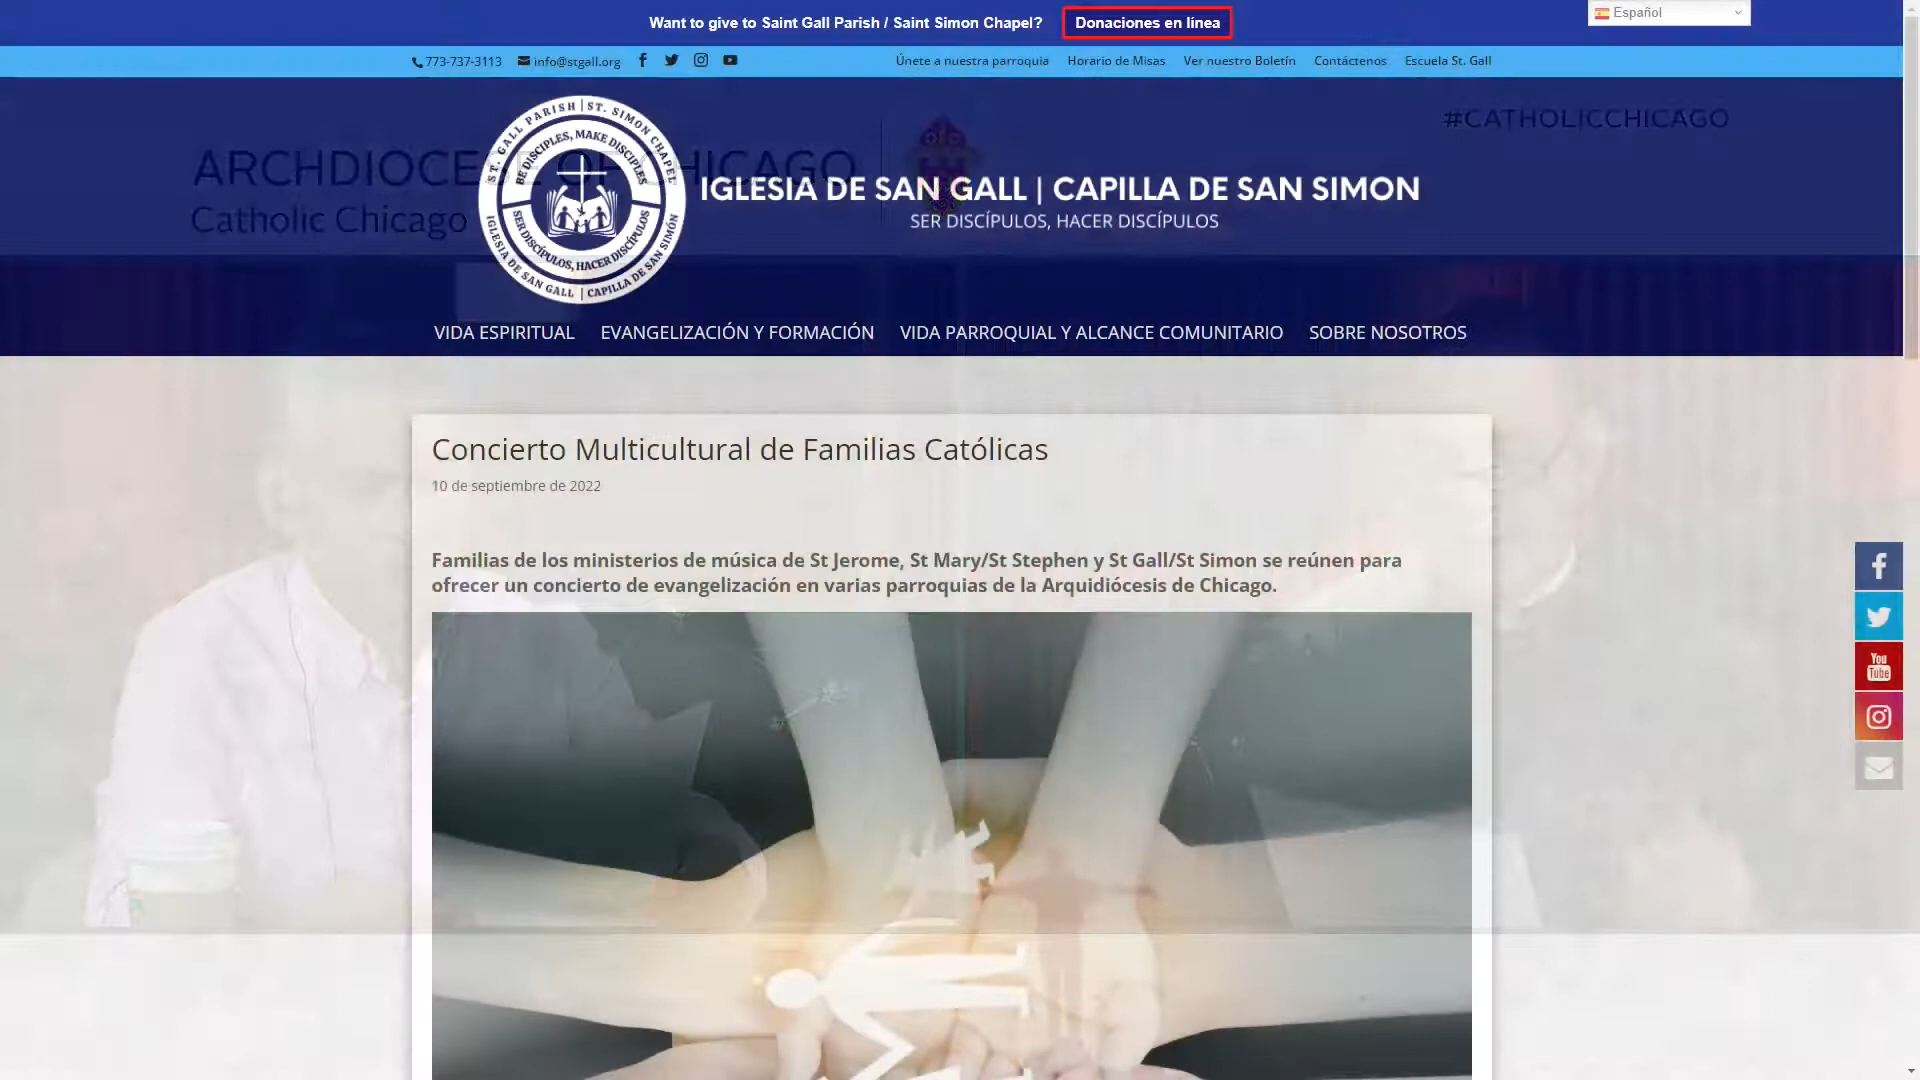 Want to give to Saint Gall Parish / Saint Simon Chapel? Donaciones en línea
Español
773-737-3113 info@stgall.org Únete a nuestra parroquia Horario de Misas Ver nuestro Boletín Contáctenos Escuela St. Gall
#CATHOLICCHICAGO
ARCHDIOCESE OF CHICAGO
Catholic Chicago
ST. GALL PARISH | ST. SIMON CHAPEL
BE DISCIPLES, MAKE DISCIPLES
SER DISCÍPULOS, HACER DISCÍPULOS
IGLESIA DE SAN GALL | CAPILLA DE SAN SIMÓN
IGLESIA DE SAN GALL | CAPILLA DE SAN SIMON
SER DISCÍPULOS, HACER DISCÍPULOS
VIDA ESPIRITUAL EVANGELIZACIÓN Y FORMACIÓN VIDA PARROQUIAL Y ALCANCE COMUNITARIO SOBRE NOSOTROS
Concierto Multicultural de Familias Católicas
10 de septiembre de 2022
Familias de los ministerios de música de St Jerome, St Mary/St Stephen y St Gall/St Simon se reúnen para
ofrecer un concierto de evangelización en varias parroquias de la Arquidiócesis de Chicago.
You
Tube